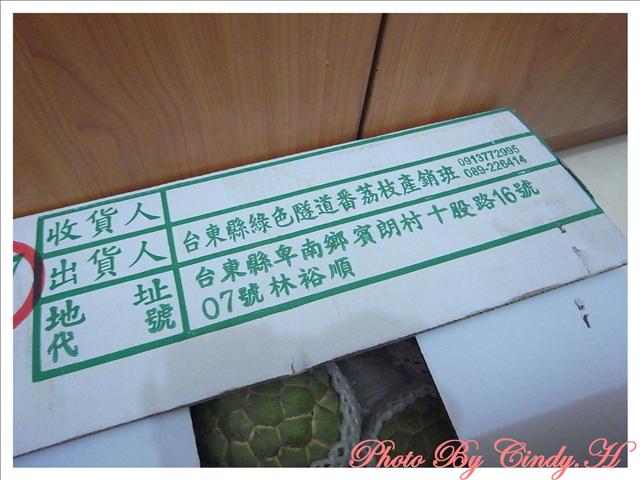 收貨人
出貨人 台東縣綠色隧道番荔枝產銷班 0913772995
089-226414
地址 台東縣卑南鄉賓朗村十股路16號
代號 07號林裕順
Photo By Cindy.H